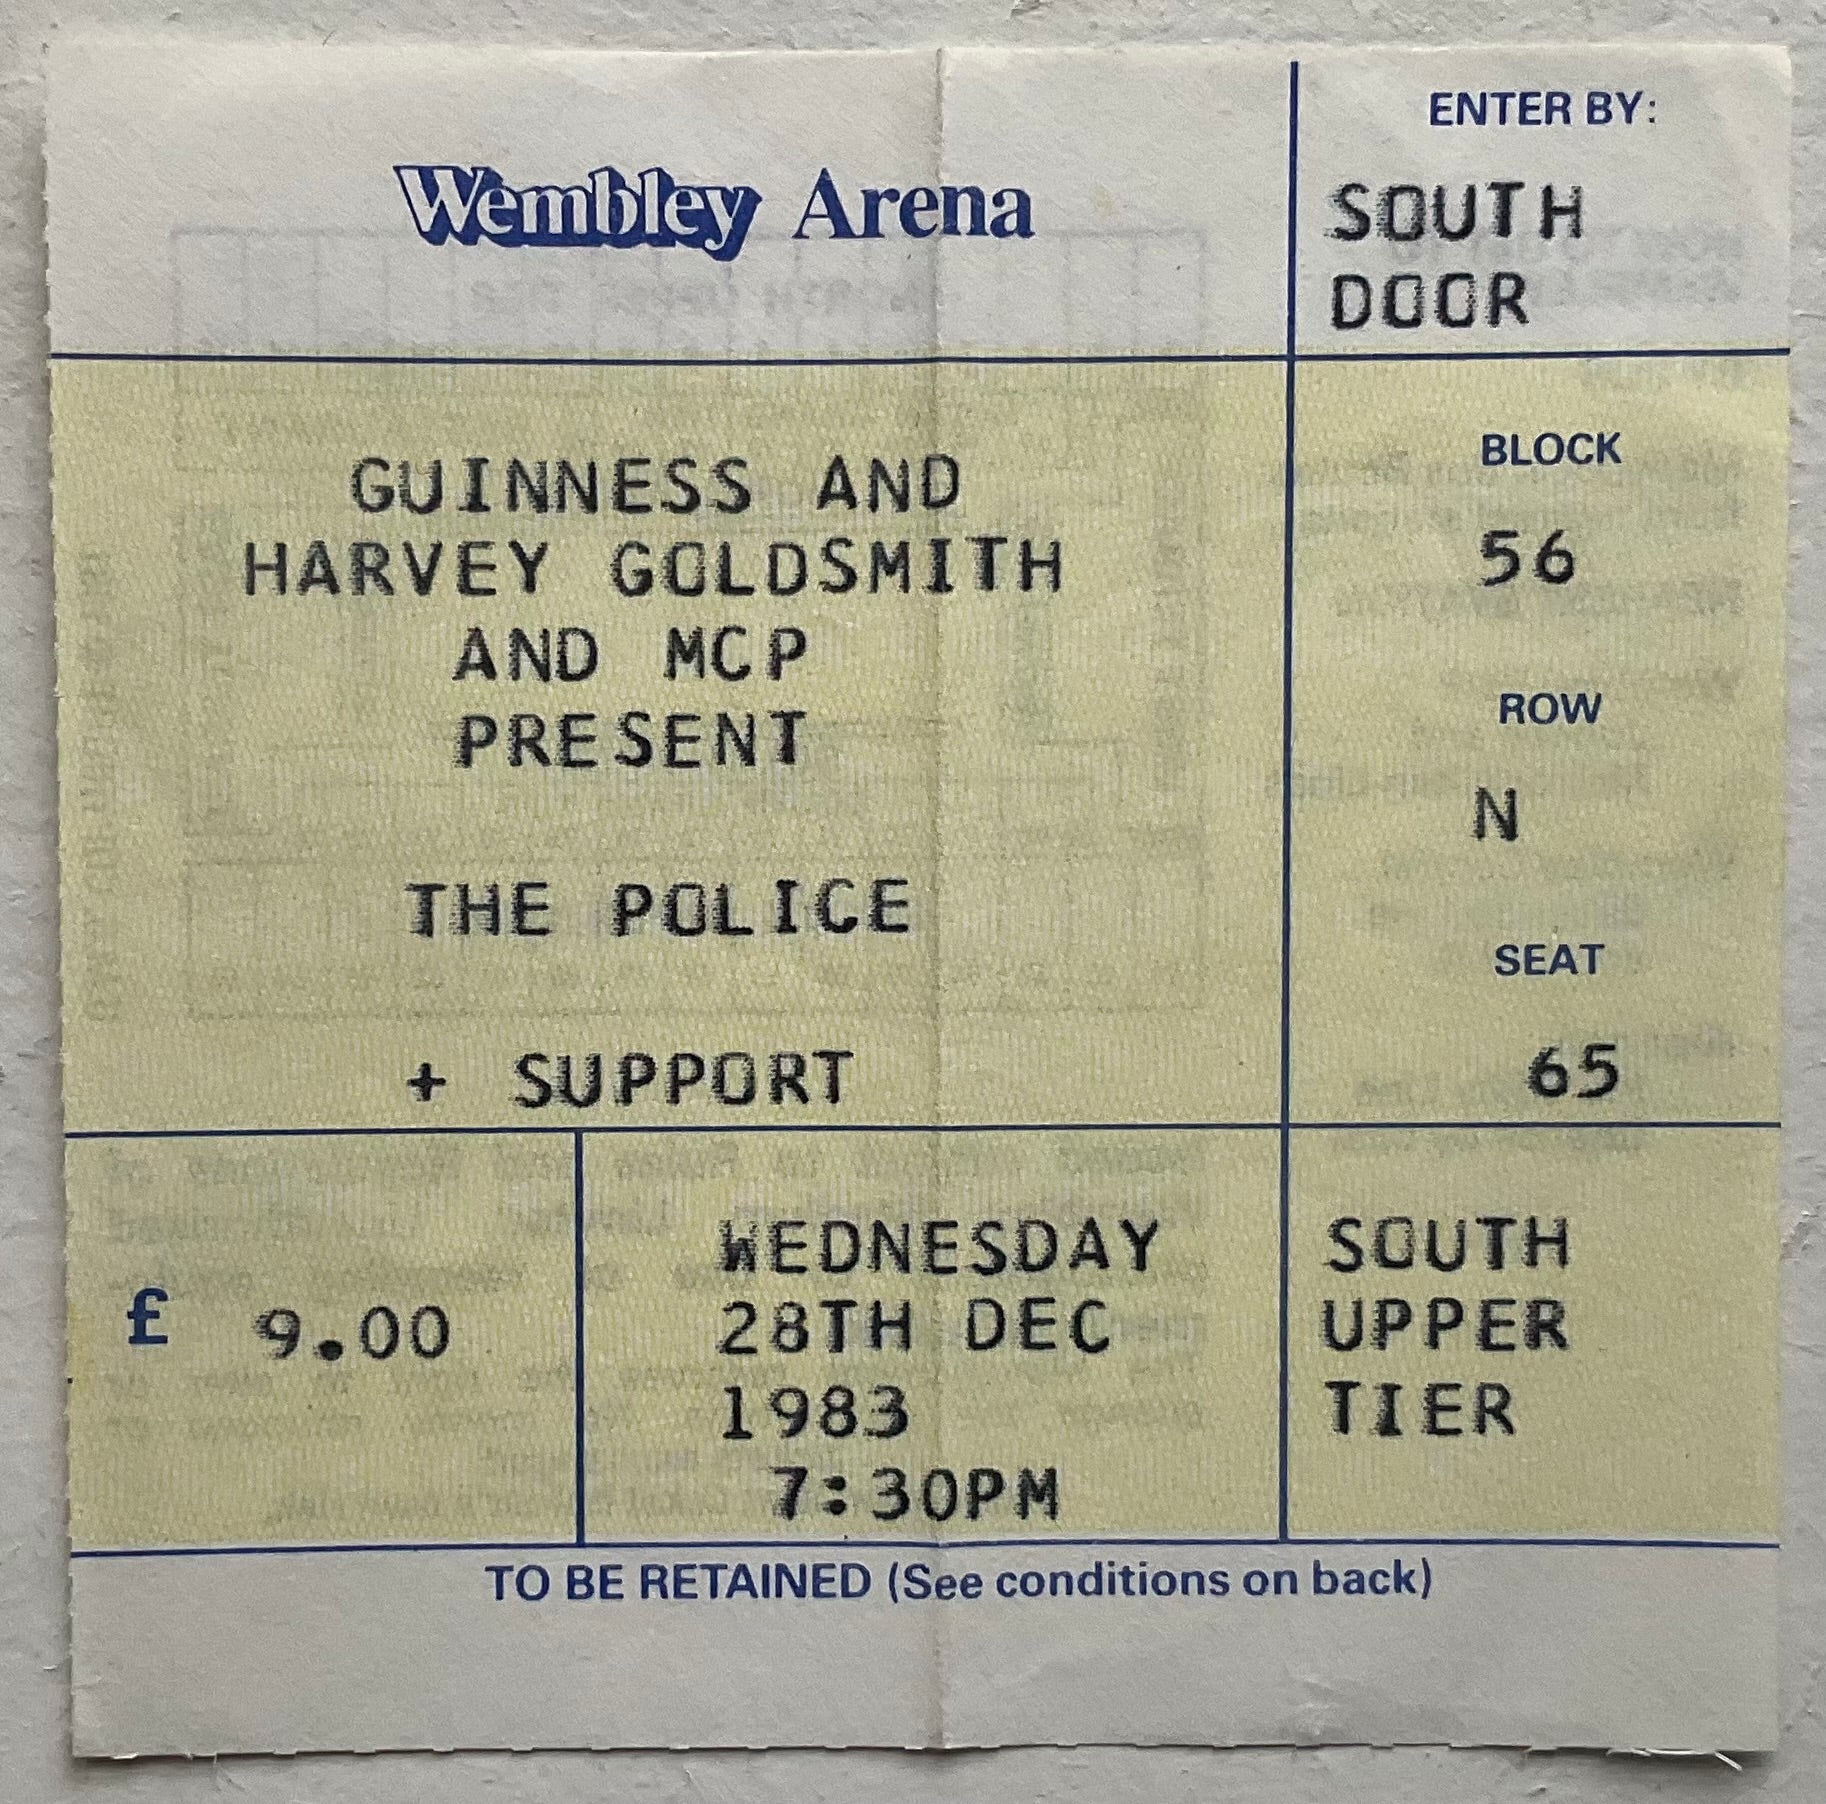 Wembley Arena
ENTER BY:
SOUTH
DOOR
GUINNESS AND
HARVEY GOLDSMITH
AND MCP
PRESENT
THE POLICE
+ SUPPORT
BLOCK
56
ROW
N
SEAT
65
£ 9.00
WEDNESDAY
28TH DEC
1983
7:30PM
SOUTH
UPPER
TIER
TO BE RETAINED (See conditions on back)